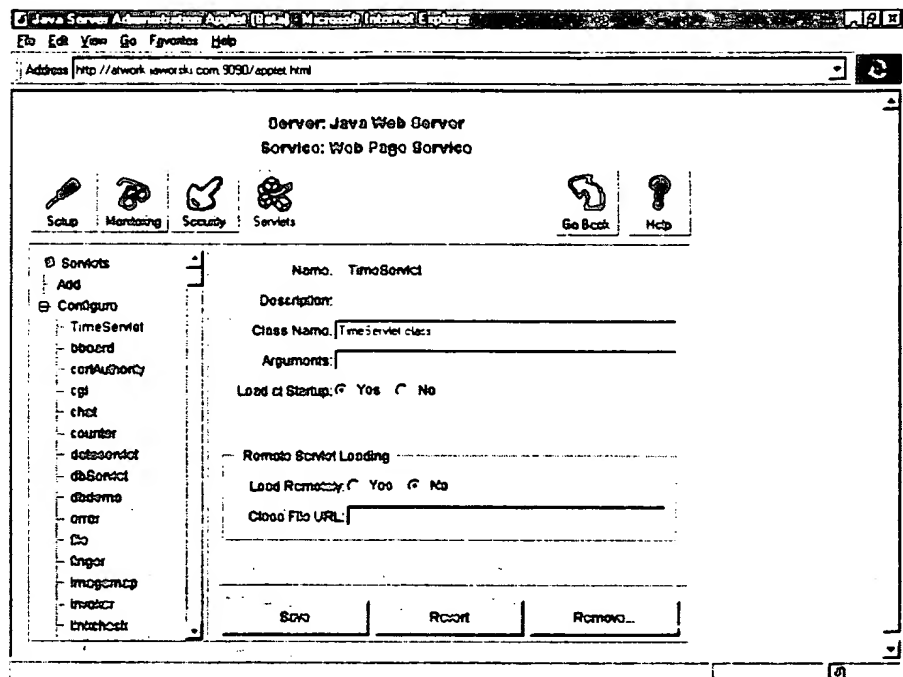 Java Server Administration Applet (Beta) - Microsoft Internet Explorer
File Edit View Go Favorites Help
Address http://atwork.jaworski.com:9090/applet.html
Server: Java Web Server
Service: Web Page Service
Setup Monitoring Security Servlets Go Back Help
Servlets
Add
Configure
TimeServlet
bboard
certAuthority
cgi
chat
counter
dateservlet
dbServlet
dbdemo
error
file
finger
imagemap
invoker
linkcheck
Name: TimeServlet
Description:
Class Name: TimeServlet.class
Arguments:
Load at Startup: Yes No
Remote Servlet Loading
Load Remotely: Yes No
Class File URL:
Save Revert Remove...